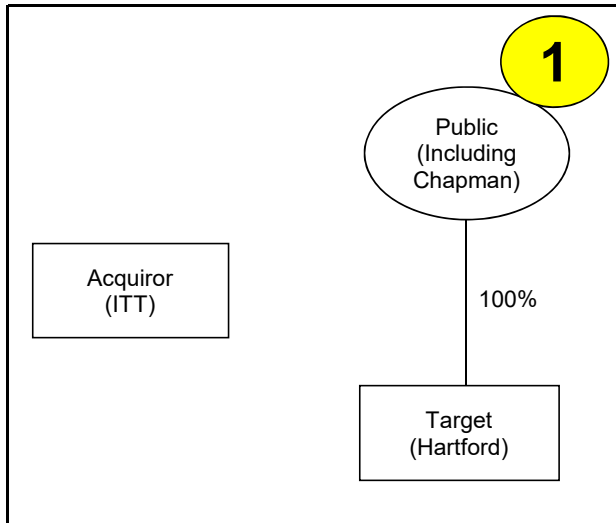 1
Public
(Including
Chapman)
Acquiror
(ITT)
100%
Target
(Hartford)